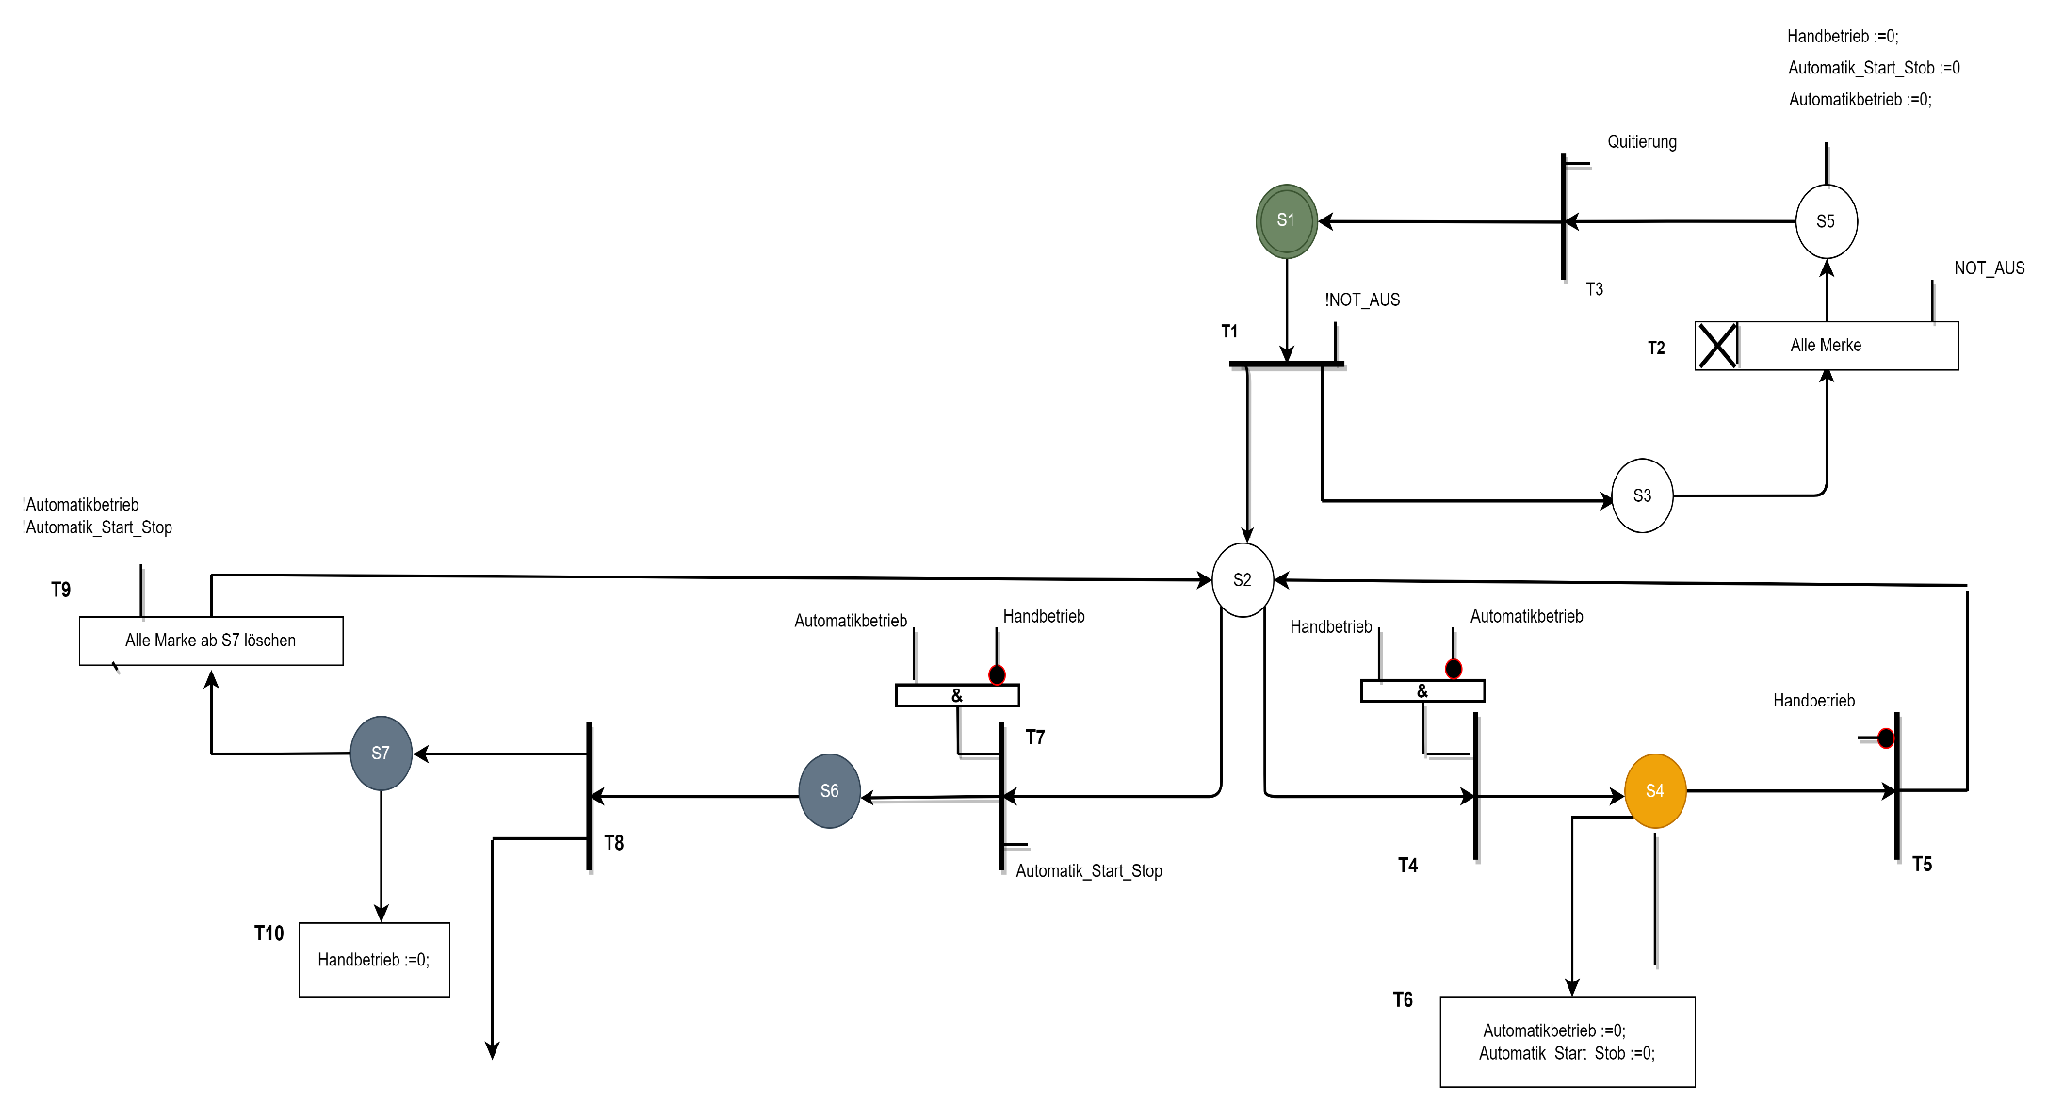 Handbetrieb :=0;
Automatik_Start_Stob :=0
Automatikbetrieb :=0;
Quitierung
S1
S5
T3
NOT_AUS
!NOT_AUS
T1
T2
Alle Merke
S3
!Automatikbetrieb
!Automatik_Start_Stop
T9
S2
Alle Marke ab S7 löschen
Automatikbetrieb
Handbetrieb
&
Handbetrieb
Automatikbetrieb
&
Handbetrieb
T7
S7
S6
S4
T8
Automatik_Start_Stop
T4
T5
T10
Handbetrieb :=0;
T6
Automatikbetrieb :=0;
Automatik_Start_Stob :=0;